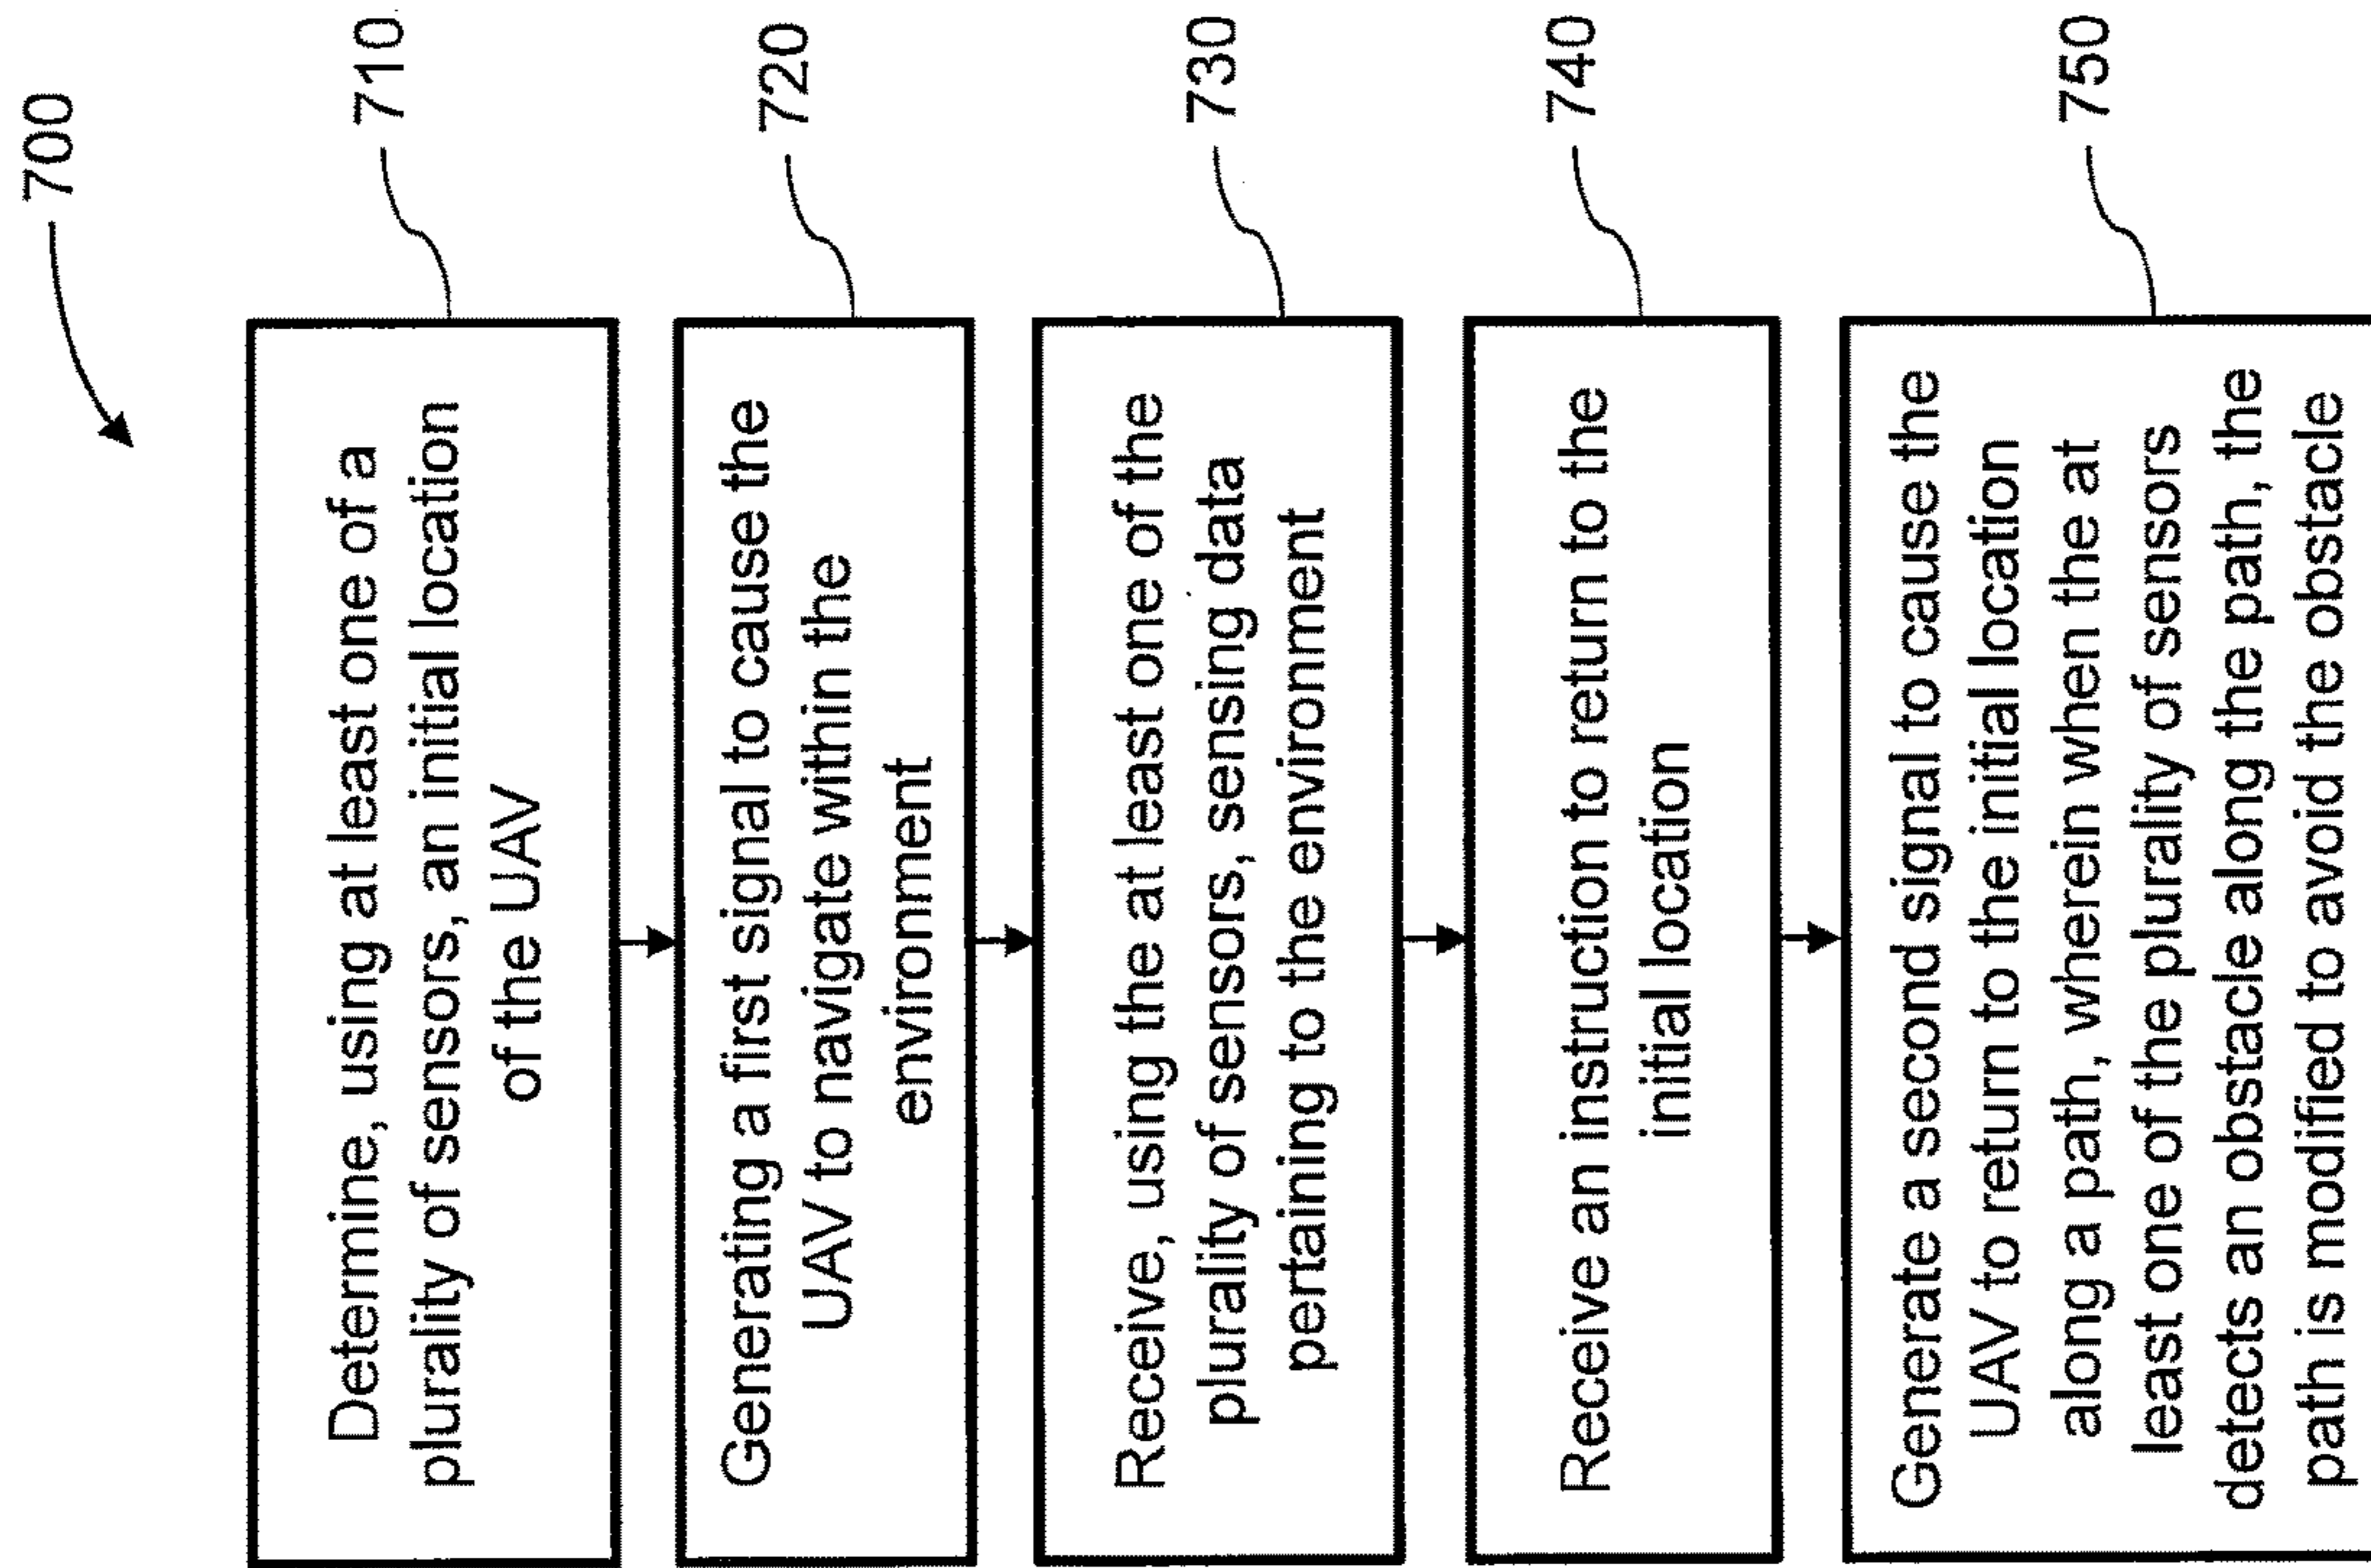 700
Determine, using at least one of a
plurality of sensors, an initial location
of the UAV
710
Generating a first signal to cause the
UAV to navigate within the
environment
720
Receive, using the at least one of the
plurality of sensors, sensing data
pertaining to the environment
730
Receive an instruction to return to the
initial location
740
Generate a second signal to cause the
UAV to return to the initial location
along a path, wherein when the at
least one of the plurality of sensors
detects an obstacle along the path, the
path is modified to avoid the obstacle
750